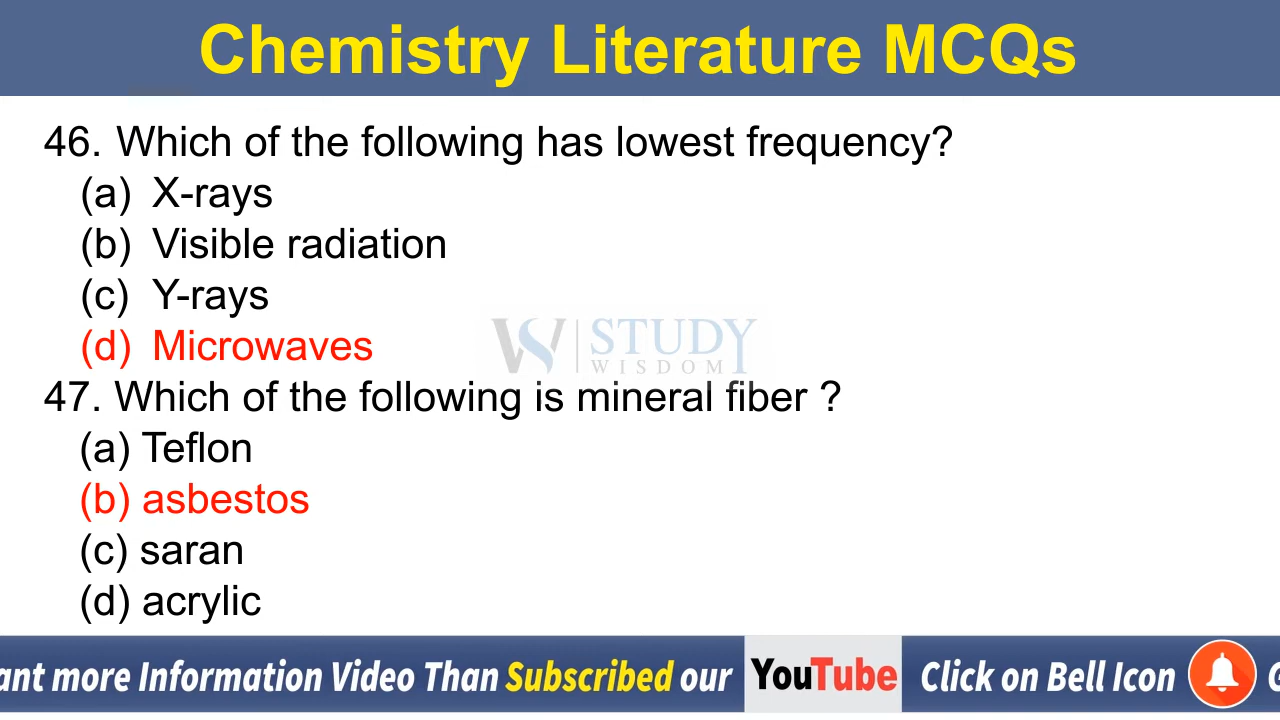 Chemistry Literature MCQs
46. Which of the following has lowest frequency?
(a) X-rays
(b) Visible radiation
(c) Y-rays
(d) Microwaves
WS STUDY
WISDOM
47. Which of the following is mineral fiber ?
(a) Teflon
(b) asbestos
(c) saran
(d) acrylic
ant more Information Video Than Subscribed our YouTube Click on Bell Icon G